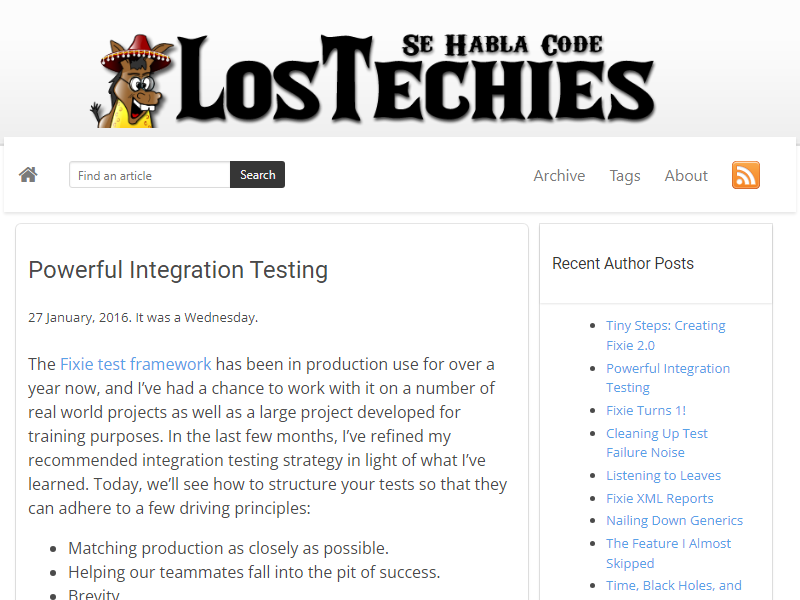 Se Habla Code
LosTechies
Find an article
Search
Archive
Tags
About
Powerful Integration Testing
27 January, 2016. It was a Wednesday.
The Fixie test framework has been in production use for over a
year now, and I’ve had a chance to work with it on a number of
real world projects as well as a large project developed for
training purposes. In the last few months, I’ve refined my
recommended integration testing strategy in light of what I’ve
learned. Today, we’ll see how to structure your tests so that they
can adhere to a few driving principles:
Matching production as closely as possible.
Helping our teammates fall into the pit of success.
Brevity
Recent Author Posts
Tiny Steps: Creating
Fixie 2.0
Powerful Integration
Testing
Fixie Turns 1!
Cleaning Up Test
Failure Noise
Listening to Leaves
Fixie XML Reports
Nailing Down Generics
The Feature I Almost
Skipped
Time, Black Holes, and